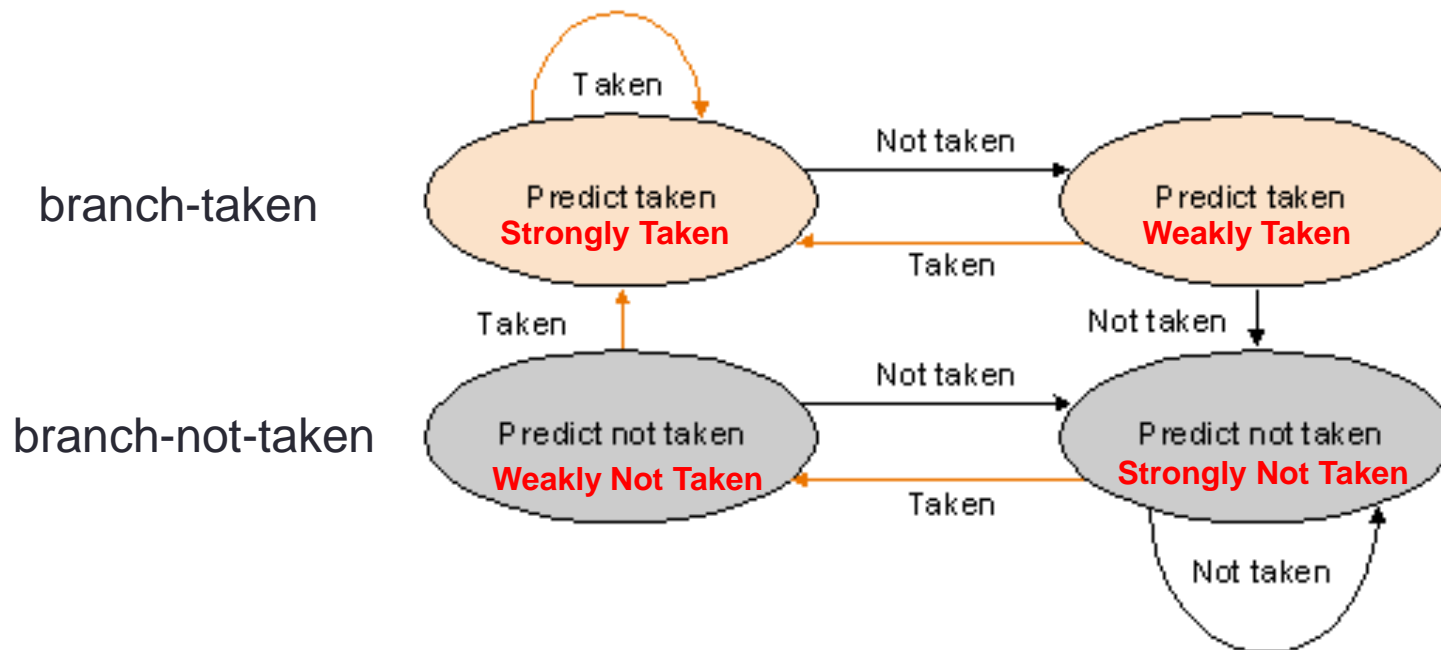 Taken
Not taken
branch-taken
Predict taken
Strongly Taken
Predict taken
Weakly Taken
Taken
Taken
Not taken
Not taken
branch-not-taken
Predict not taken
Weakly Not Taken
Predict not taken
Strongly Not Taken
Taken
Not taken